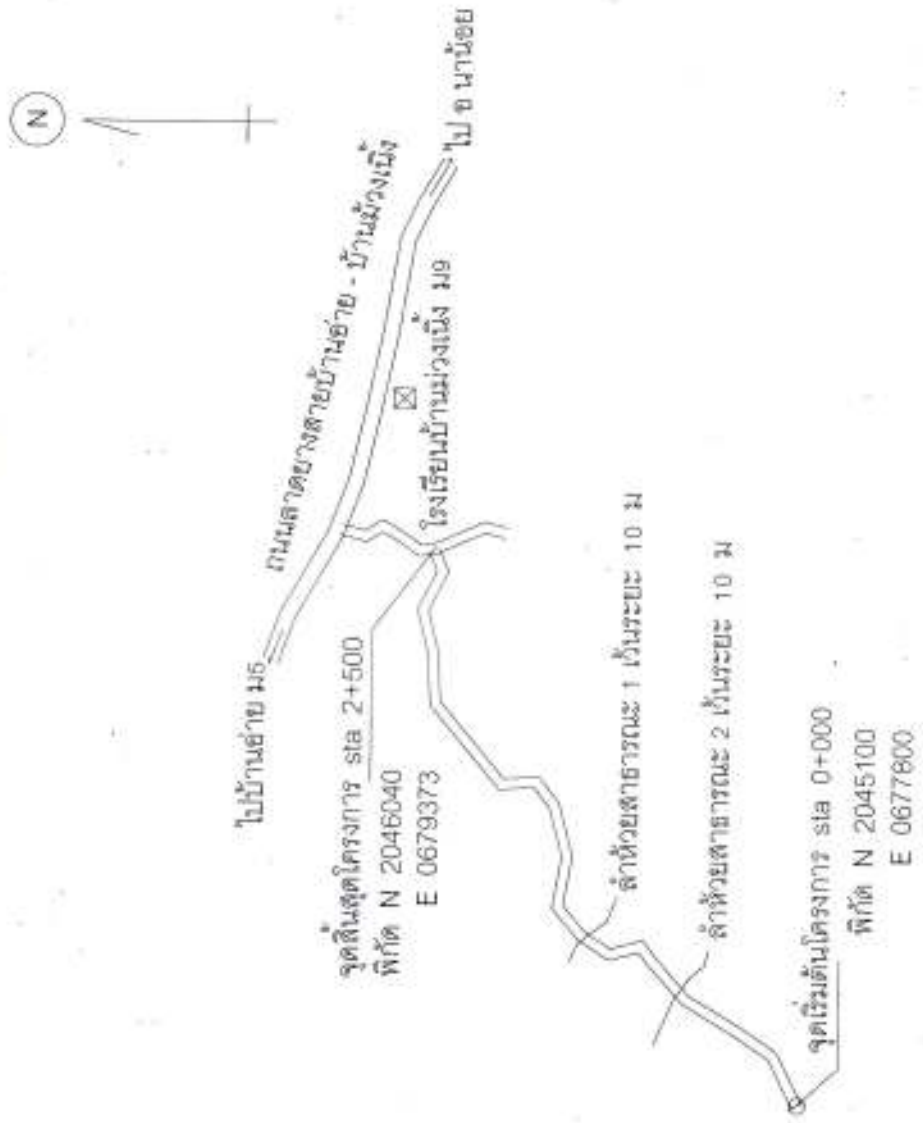 N
ไป อ นาน้อย
ถนนลาดยางสายบ้านอ่าย - บ้านม่วงเนิ้ง
ไปบ้านอ่าย ม5
โรงเรียนบ้านม่วงเนิ้ง ม9
จุดสิ้นสุดโครงการ sta 2+500
พิกัด N 2046040
E 0679373
ลำห้วยสาธารณะ 1 เว้นระยะ 10 ม
ลำห้วยสาธารณะ 2 เว้นระยะ 10 ม
จุดเริ่มต้นโครงการ sta 0+000
พิกัด N 2045100
E 0677800